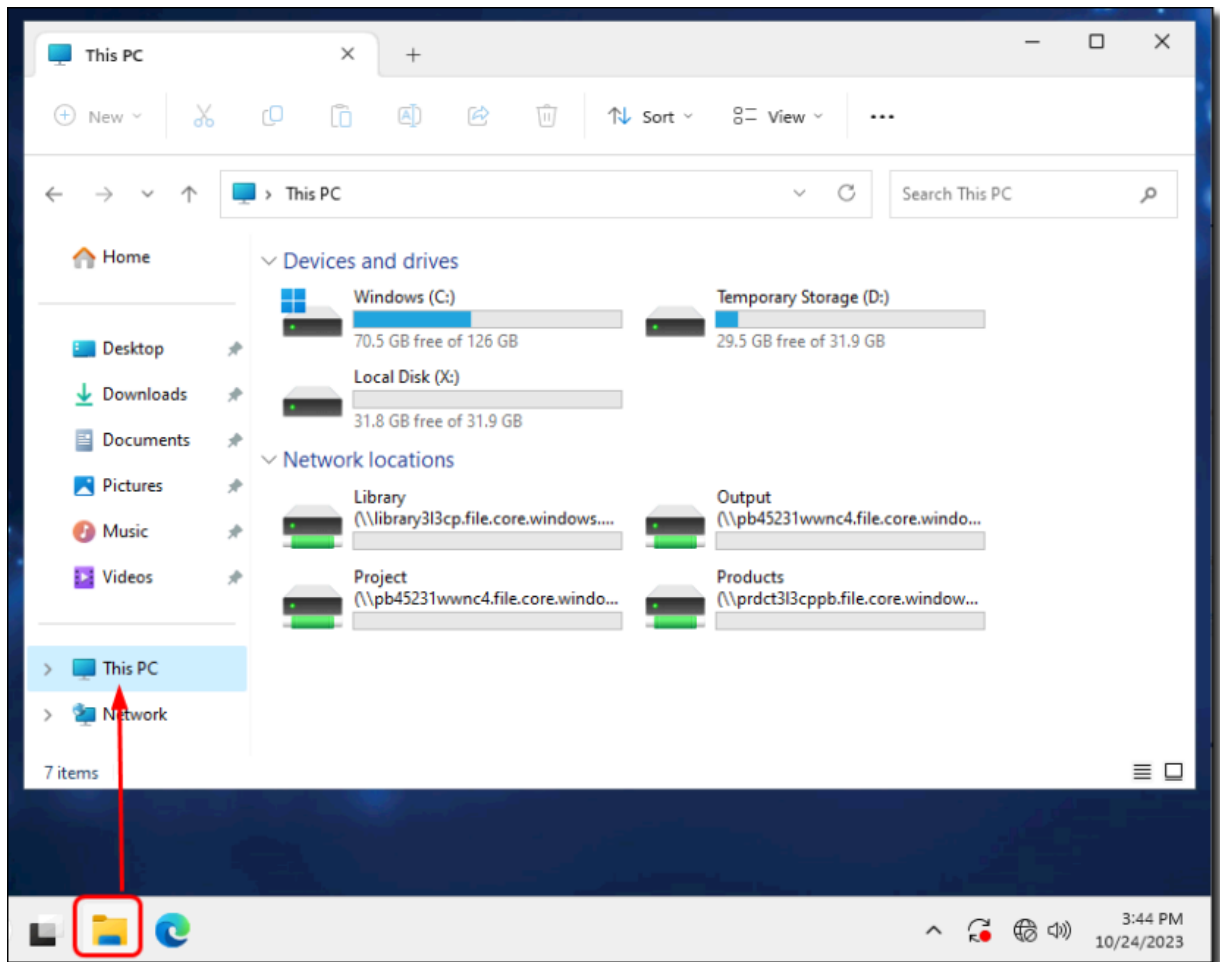 This PC
New
Sort
View
This PC
Search This PC
Home
Desktop
Downloads
Documents
Pictures
Music
Videos
This PC
Network
Devices and drives
Windows (C:)
70.5 GB free of 126 GB
Temporary Storage (D:)
29.5 GB free of 31.9 GB
Local Disk (X:)
31.8 GB free of 31.9 GB
Network locations
Library
(\\library3l3cp.file.core.windows....
Output
(\\pb45231wwnc4.file.core.windo...
Project
(\\pb45231wwnc4.file.core.windo...
Products
(\\prdct3l3cppb.file.core.window...
7 items
3:44 PM
10/24/2023